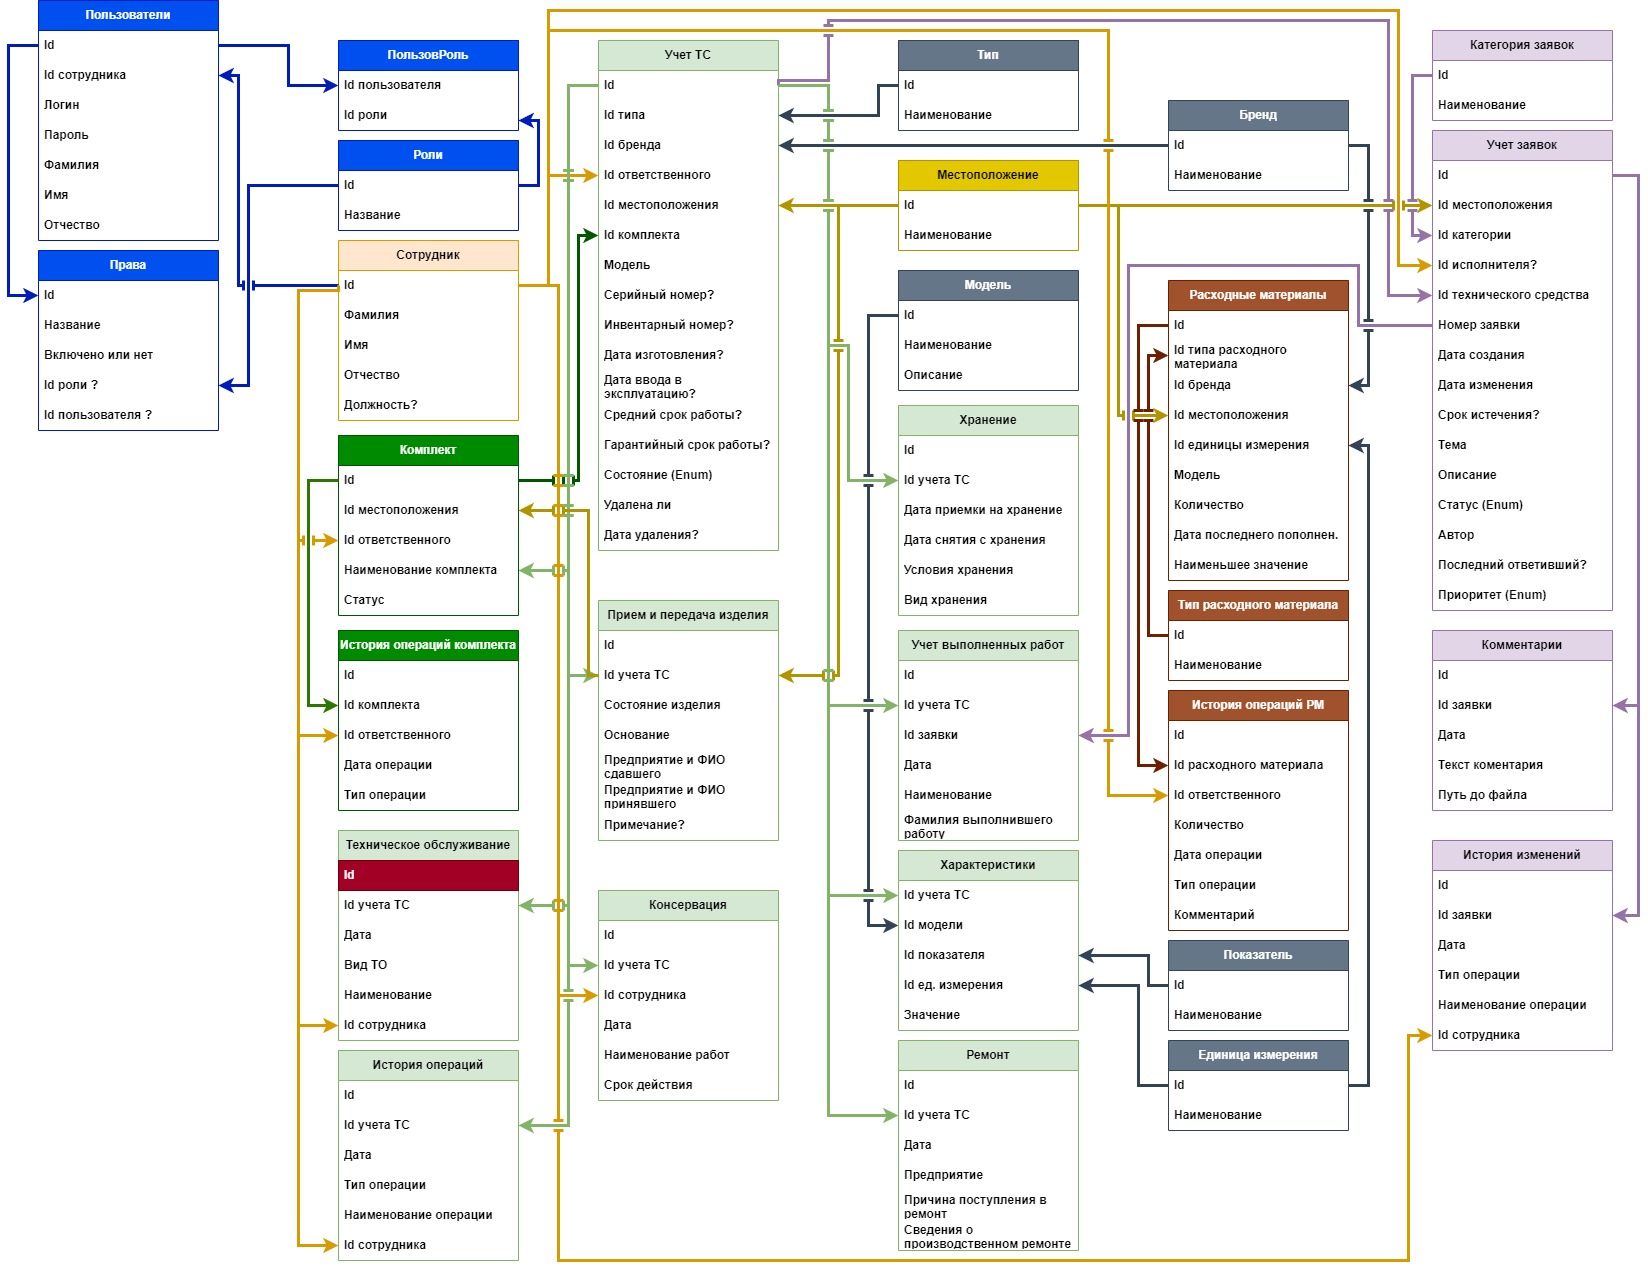 Пользователи
Id
Id сотрудника
Логин
Пароль
Фамилия
Имя
Отчество
Права
Id
Название
Включено или нет
Id роли ?
Id пользователя ?
ПользовРоль
Id пользователя
Id роли
Роли
Id
Название
Сотрудник
Id
Фамилия
Имя
Отчество
Должность?
Комплект
Id
Id местоположения
Id ответственного
Наименование комплекта
Статус
История операций комплекта
Id
Id комплекта
Id ответственного
Дата операции
Тип операции
Техническое обслуживание
Id
Id учета ТС
Дата
Вид ТО
Наименование
Id сотрудника
История операций
Id
Id учета ТС
Дата
Тип операции
Наименование операции
Id сотрудника
Учет ТС
Id
Id типа
Id бренда
Id ответственного
Id местоположения
Id комплекта
Модель
Серийный номер?
Инвентарный номер?
Дата изготовления?
Дата ввода в
эксплуатацию?
Средний срок работы?
Гарантийный срок работы?
Состояние (Enum)
Удалена ли
Дата удаления?
Прием и передача изделия
Id
Id учета ТС
Состояние изделия
Основание
Предприятие и ФИО
сдавшего
Предприятие и ФИО
принявшего
Примечание?
Консервация
Id
Id учета ТС
Id сотрудника
Дата
Наименование работ
Срок действия
Тип
Id
Наименование
Местоположение
Id
Наименование
Модель
Id
Наименование
Описание
Хранение
Id
Id учета ТС
Дата приемки на хранение
Дата снятия с хранения
Условия хранения
Вид хранения
Учет выполненных работ
Id
Id учета ТС
Id заявки
Дата
Наименование
Фамилия выполнившего
работу
Характеристики
Id учета ТС
Id модели
Id показателя
Id ед. измерения
Значение
Ремонт
Id
Id учета ТС
Дата
Предприятие
Причина поступления в
ремонт
Сведения о
производственном ремонте
Бренд
Id
Наименование
Расходные материалы
Id
Id типа расходного
материала
Id бренда
Id местоположения
Id единицы измерения
Модель
Количество
Дата последнего пополнен.
Наименьшее значение
Тип расходного материала
Id
Наименование
История операций РМ
Id
Id расходного материала
Id ответственного
Количество
Дата операции
Тип операции
Комментарий
Показатель
Id
Наименование
Единица измерения
Id
Наименование
Категория заявок
Id
Наименование
Учет заявок
Id
Id местоположения
Id категории
Id исполнителя?
Id технического средства
Номер заявки
Дата создания
Дата изменения
Срок истечения?
Тема
Описание
Статус (Enum)
Автор
Последний ответивший?
Приоритет (Enum)
Комментарии
Id
Id заявки
Дата
Текст коментария
Путь до файла
История изменений
Id
Id заявки
Дата
Тип операции
Наименование операции
Id сотрудника